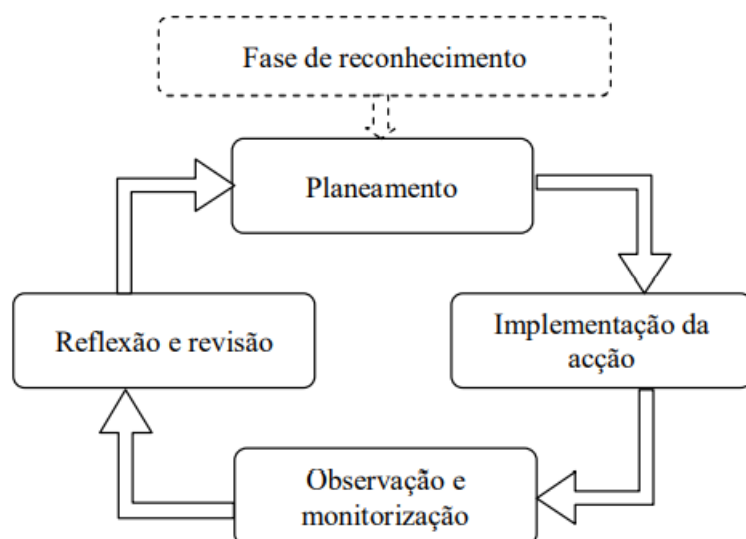 Fase de reconhecimento
Planeamento
Reflexão e revisão
Implementação da
acção
Observação e
monitorização